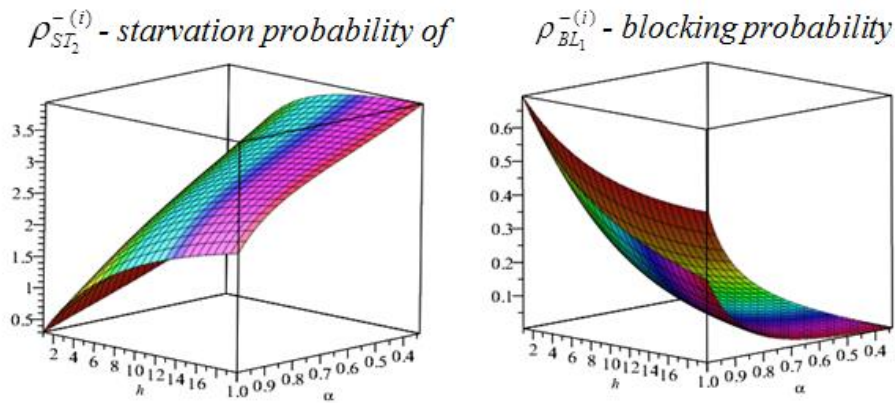 ρ_{ST_2}^{-(i)} - starvation probability of
ρ_{BL_1}^{-(i)} - blocking probability
3.5
3
2.5
2
1.5
1
0.5
2 4 6 8 10 12 14 16
h
1.0 0.9 0.8 0.7 0.6 0.5 0.4
α
0.6
0.5
0.4
0.3
0.2
0.1
2 4 6 8 10 12 14 16
h
1.0 0.9 0.8 0.7 0.6 0.5 0.4
α